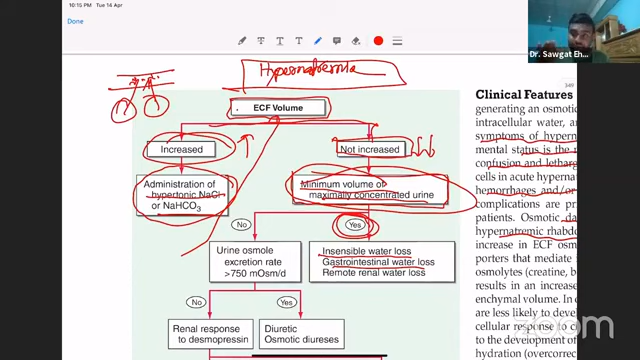 10:15 PM Tue 14 Apr
Done
Dr. Sawgat Eh...
Hypernatremia
349
ECF Volume
Increased
Not increased
Administration of
hypertonic NaCl
or NaHCO3
Minimum volume of
maximally concentrated urine
No
Yes
Urine osmole
excretion rate
>750 mOsm/d
Insensible water loss
Gastrointestinal water loss
Remote renal water loss
No
Yes
Renal response
to desmopressin
Diuretic
Osmotic diureses
Clinical Features
generating an osmotic
intracellular water, an
symptoms of hypern
mental status is the m
confusion and letharg
cells in acute hyperna
hemorrhages and/or
complications are pri
patients. Osmotic da
hypernatremic rhabdo
increase in ECF osm
porters that mediate i
osmolytes (creatine, b
results in an increased
enchymal volume. In c
are less likely to devel
cellular response to c
to the development of
hydration (overcorrec
zoom